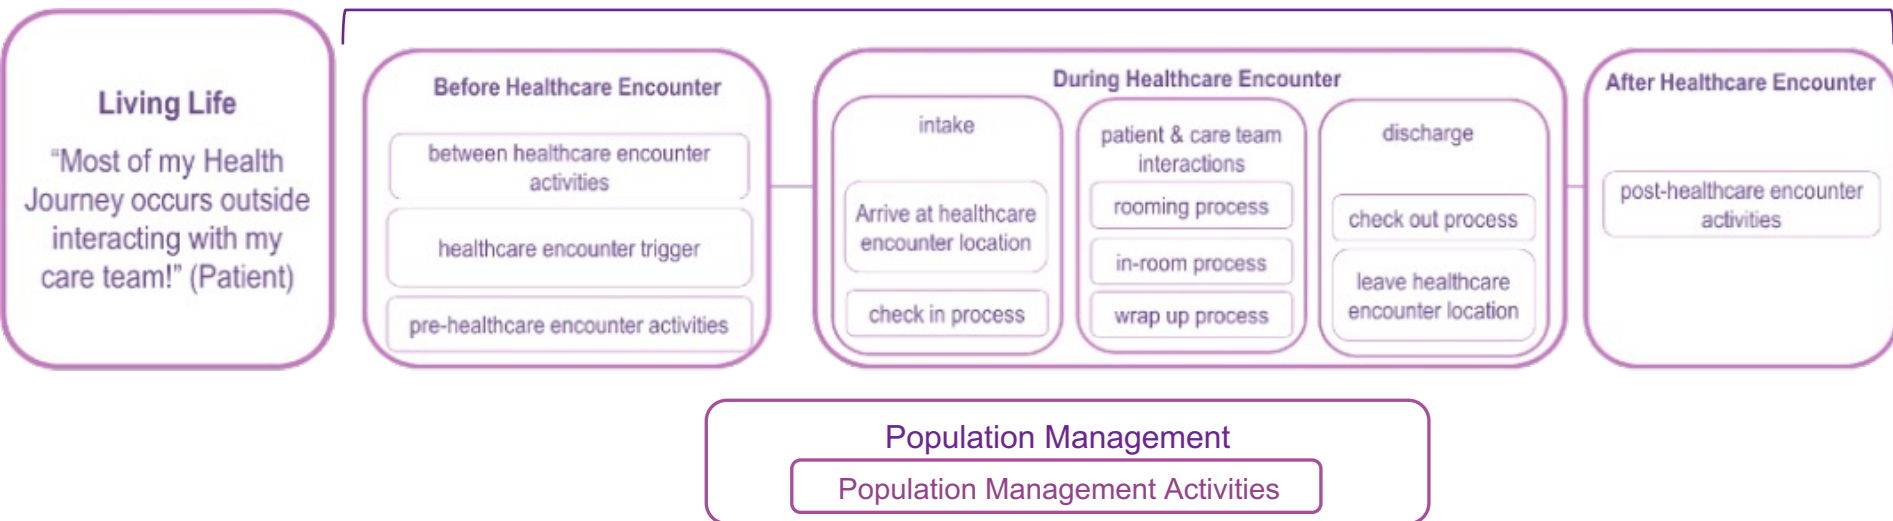 Living Life
“Most of my Health
Journey occurs outside
interacting with my
care team!” (Patient)
Before Healthcare Encounter
between healthcare encounter
activities
healthcare encounter trigger
pre-healthcare encounter activities
During Healthcare Encounter
intake
Arrive at healthcare
encounter location
check in process
patient & care team
interactions
rooming process
in-room process
wrap up process
discharge
check out process
leave healthcare
encounter location
After Healthcare Encounter
post-healthcare encounter
activities
Population Management
Population Management Activities